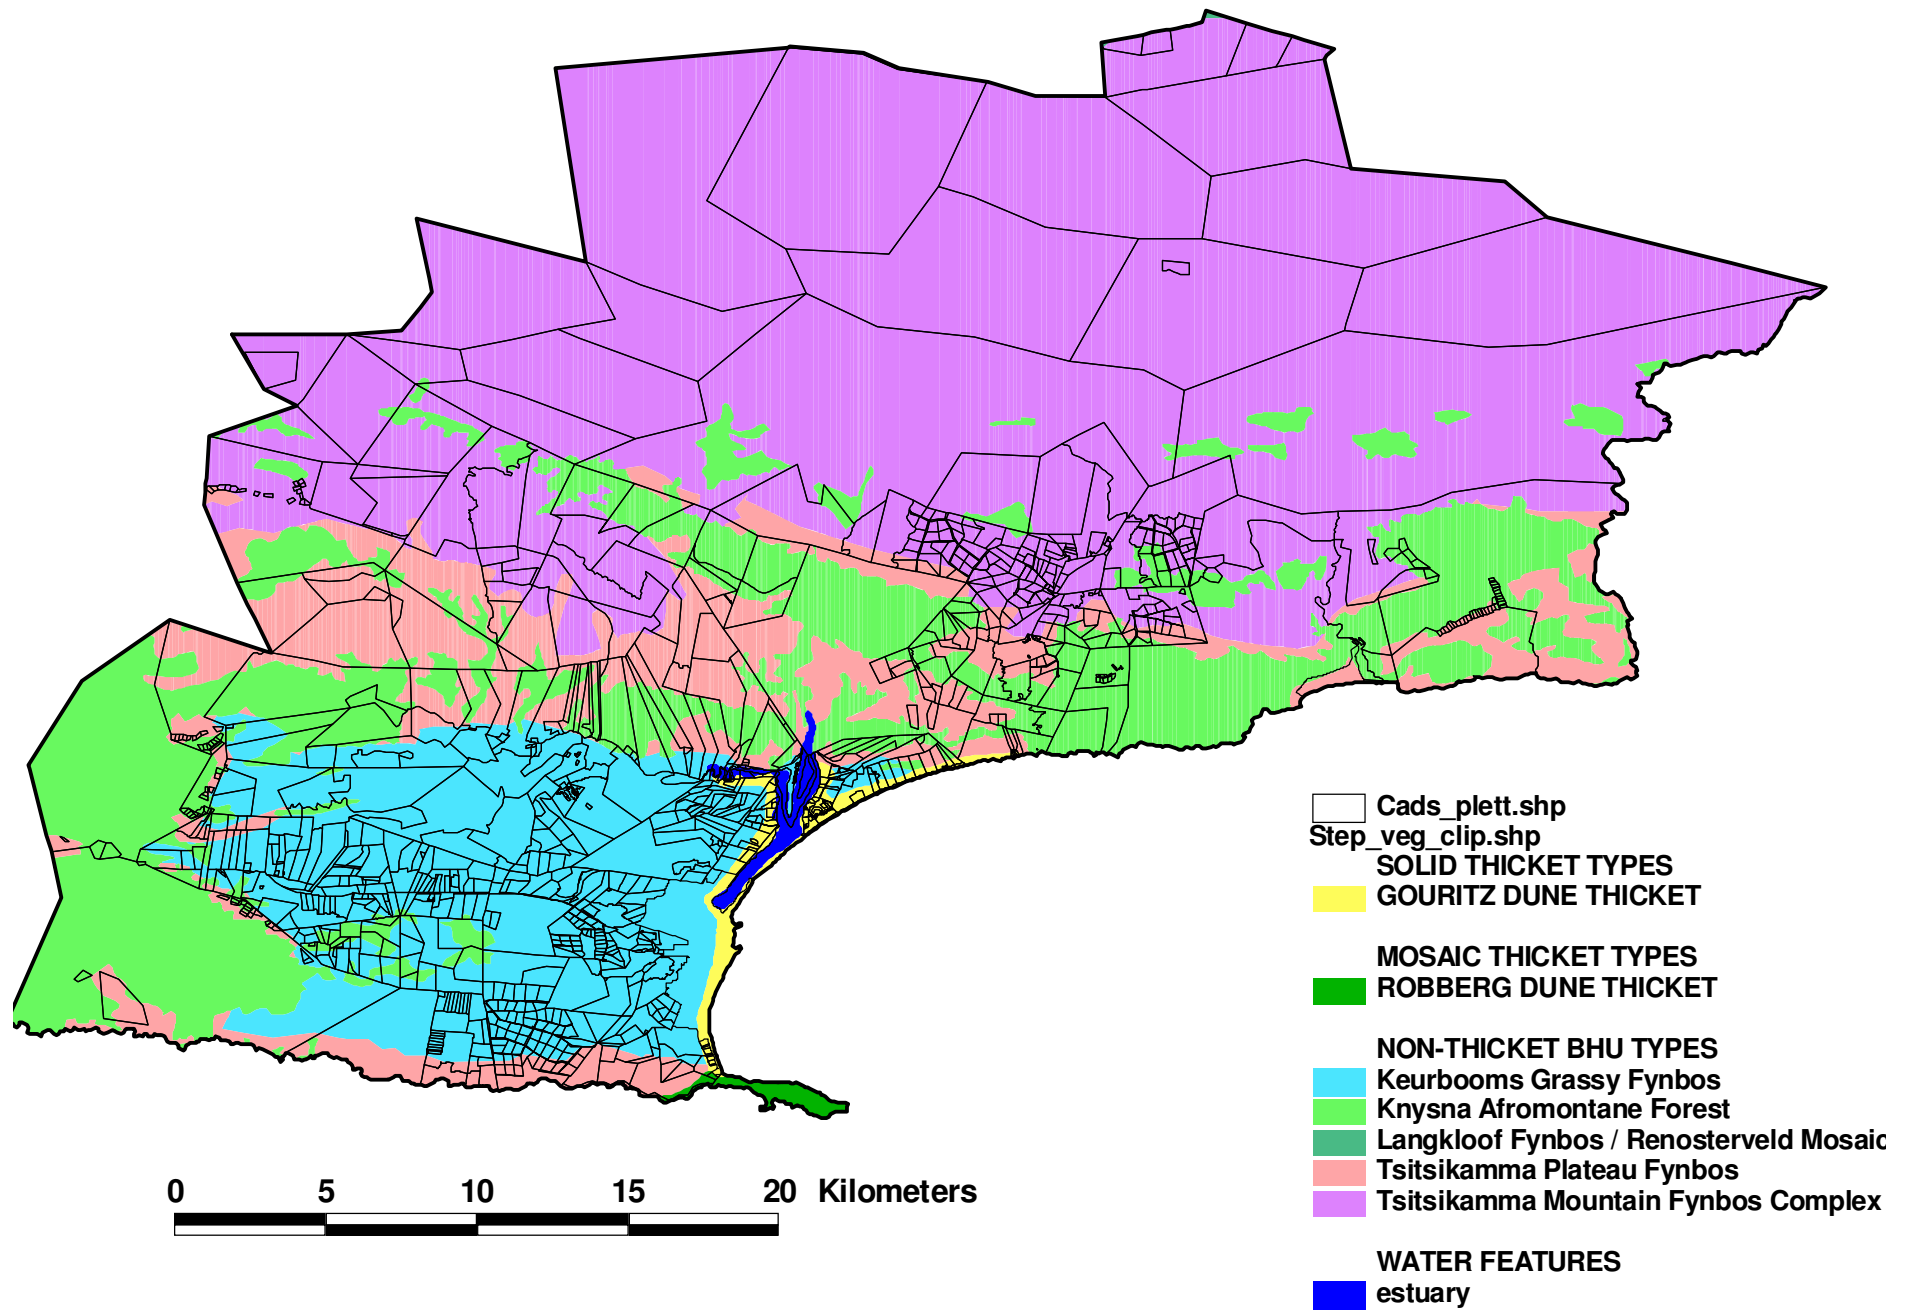 Cads_plett.shp
Step_veg_clip.shp
SOLID THICKET TYPES
GOURITZ DUNE THICKET
MOSAIC THICKET TYPES
ROBBERG DUNE THICKET
NON-THICKET BHU TYPES
Keurbooms Grassy Fynbos
Knysna Afromontane Forest
Langkloof Fynbos / Renosterveld Mosaic
Tsitsikamma Plateau Fynbos
Tsitsikamma Mountain Fynbos Complex
WATER FEATURES
estuary
0 5 10 15 20 Kilometers